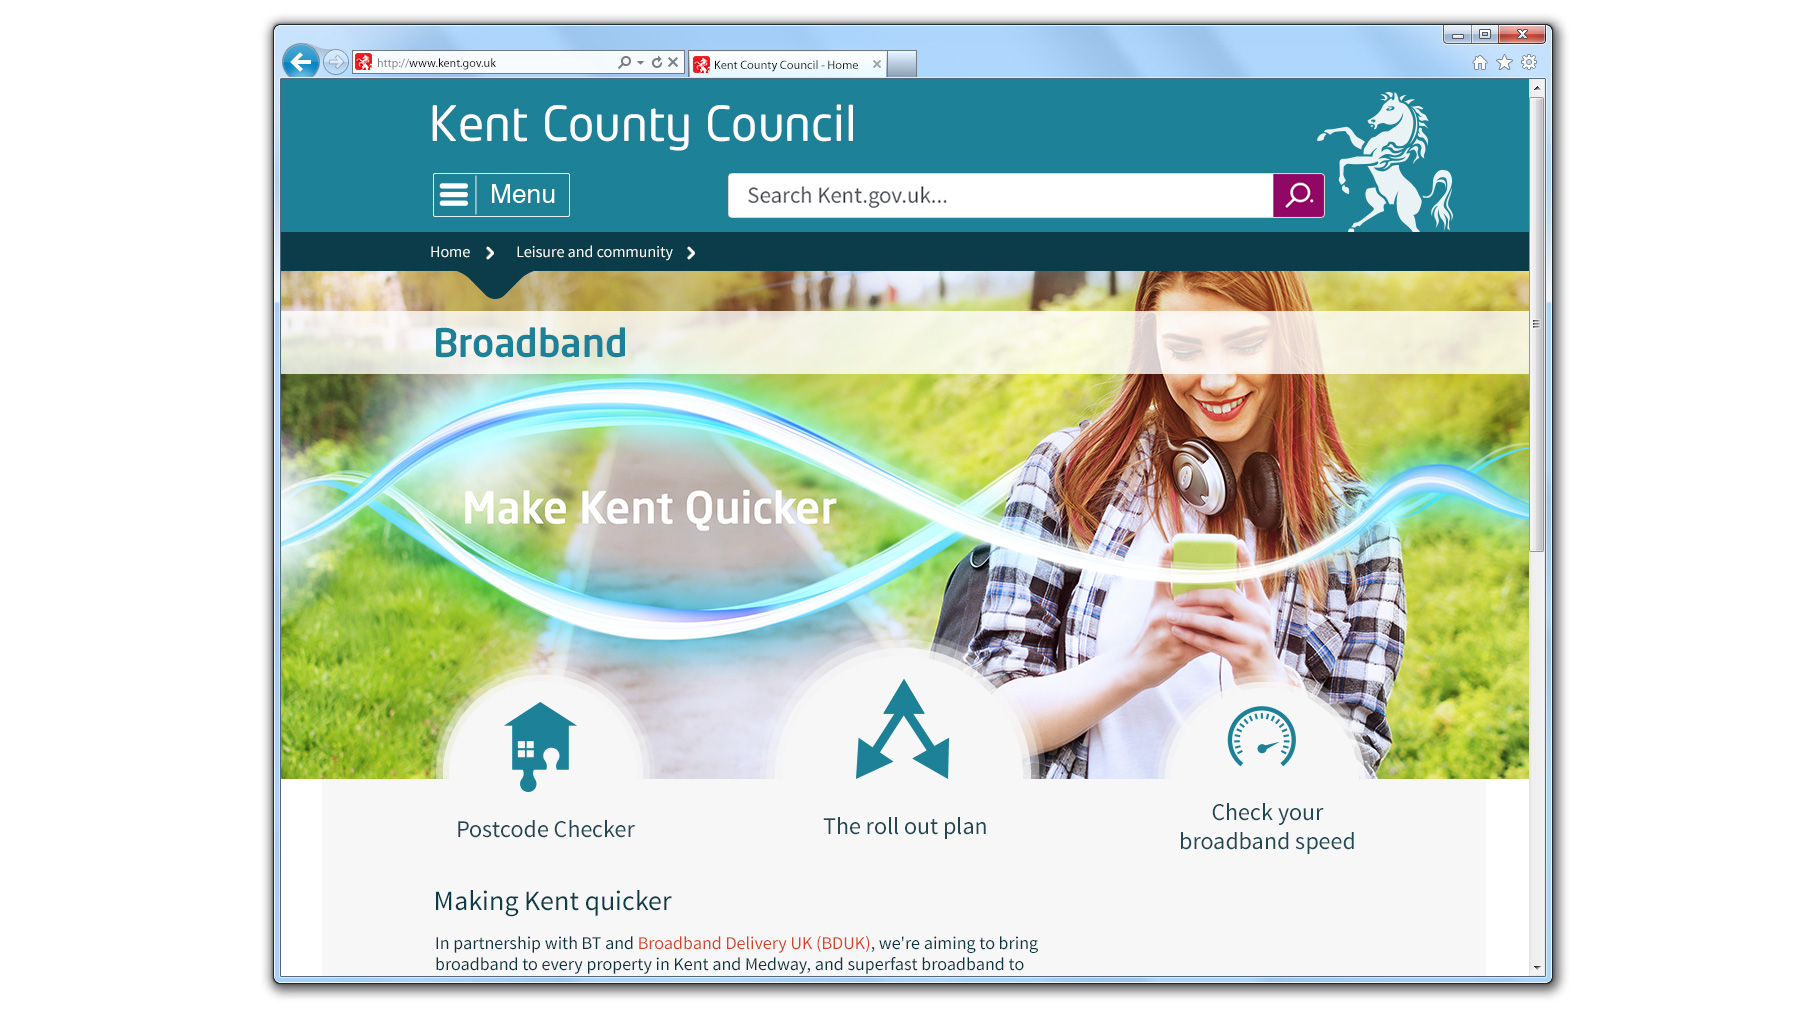 http://www.kent.gov.uk
Kent County Council - Home
Kent County Council
Menu
Search Kent.gov.uk...
Home
Leisure and community
Broadband
Make Kent Quicker
Postcode Checker
The roll out plan
Check your
broadband speed
Making Kent quicker
In partnership with BT and Broadband Delivery UK (BDUK), we're aiming to bring
broadband to every property in Kent and Medway, and superfast broadband to